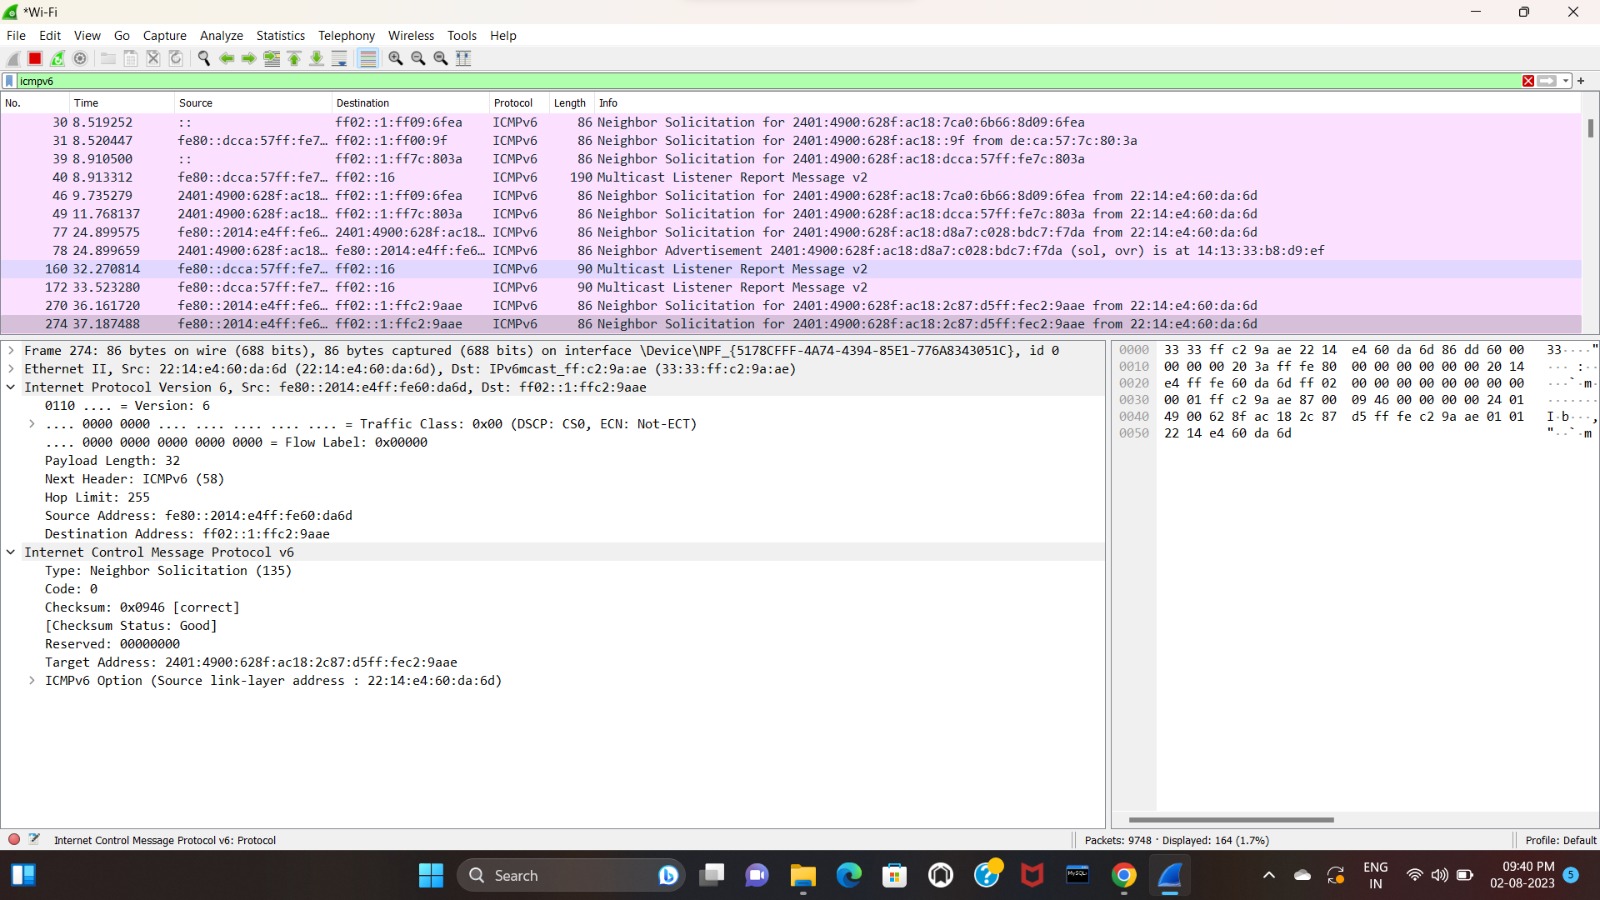 *Wi-Fi
File Edit View Go Capture Analyze Statistics Telephony Wireless Tools Help
icmpv6
No. Time Source Destination Protocol Length Info
30 8.519252 :: ff02::1:ff09:6fea ICMPv6 86 Neighbor Solicitation for 2401:4900:628f:ac18:7ca0:6b66:8d09:6fea
31 8.520447 fe80::dcca:57ff:fe7… ff02::1:ff00:9f ICMPv6 86 Neighbor Solicitation for 2401:4900:628f:ac18::9f from de:ca:57:7c:80:3a
39 8.910500 :: ff02::1:ff7c:803a ICMPv6 86 Neighbor Solicitation for 2401:4900:628f:ac18:dcca:57ff:fe7c:803a
40 8.913312 fe80::dcca:57ff:fe7… ff02::16 ICMPv6 190 Multicast Listener Report Message v2
46 9.735279 2401:4900:628f:ac18… ff02::1:ff09:6fea ICMPv6 86 Neighbor Solicitation for 2401:4900:628f:ac18:7ca0:6b66:8d09:6fea from 22:14:e4:60:da:6d
49 11.768137 2401:4900:628f:ac18… ff02::1:ff7c:803a ICMPv6 86 Neighbor Solicitation for 2401:4900:628f:ac18:dcca:57ff:fe7c:803a from 22:14:e4:60:da:6d
77 24.899575 fe80::2014:e4ff:fe6… 2401:4900:628f:ac18… ICMPv6 86 Neighbor Solicitation for 2401:4900:628f:ac18:d8a7:c028:bdc7:f7da from 22:14:e4:60:da:6d
78 24.899659 2401:4900:628f:ac18… fe80::2014:e4ff:fe6… ICMPv6 86 Neighbor Advertisement 2401:4900:628f:ac18:d8a7:c028:bdc7:f7da (sol, ovr) is at 14:13:33:b8:d9:ef
160 32.270814 fe80::dcca:57ff:fe7… ff02::16 ICMPv6 90 Multicast Listener Report Message v2
172 33.523280 fe80::dcca:57ff:fe7… ff02::16 ICMPv6 90 Multicast Listener Report Message v2
270 36.161720 fe80::2014:e4ff:fe6… ff02::1:ffc2:9aae ICMPv6 86 Neighbor Solicitation for 2401:4900:628f:ac18:2c87:d5ff:fec2:9aae from 22:14:e4:60:da:6d
274 37.187488 fe80::2014:e4ff:fe6… ff02::1:ffc2:9aae ICMPv6 86 Neighbor Solicitation for 2401:4900:628f:ac18:2c87:d5ff:fec2:9aae from 22:14:e4:60:da:6d
Frame 274: 86 bytes on wire (688 bits), 86 bytes captured (688 bits) on interface \Device\NPF_{5178CFFF-4A74-4394-85E1-776A8343051C}, id 0
Ethernet II, Src: 22:14:e4:60:da:6d (22:14:e4:60:da:6d), Dst: IPv6mcast_ff:c2:9a:ae (33:33:ff:c2:9a:ae)
Internet Protocol Version 6, Src: fe80::2014:e4ff:fe60:da6d, Dst: ff02::1:ffc2:9aae
0110 .... = Version: 6
.... 0000 0000 .... .... .... .... .... = Traffic Class: 0x00 (DSCP: CS0, ECN: Not-ECT)
.... 0000 0000 0000 0000 0000 = Flow Label: 0x00000
Payload Length: 32
Next Header: ICMPv6 (58)
Hop Limit: 255
Source Address: fe80::2014:e4ff:fe60:da6d
Destination Address: ff02::1:ffc2:9aae
Internet Control Message Protocol v6
Type: Neighbor Solicitation (135)
Code: 0
Checksum: 0x0946 [correct]
[Checksum Status: Good]
Reserved: 00000000
Target Address: 2401:4900:628f:ac18:2c87:d5ff:fec2:9aae
ICMPv6 Option (Source link-layer address : 22:14:e4:60:da:6d)
0000 33 33 ff c2 9a ae 22 14 e4 60 da 6d 86 dd 60 00 33····"
0010 00 00 00 20 3a ff fe 80 00 00 00 00 00 00 20 14 ··· :·
0020 e4 ff fe 60 da 6d ff 02 00 00 00 00 00 00 00 00 ···`·m·
0030 00 01 ff c2 9a ae 87 00 09 46 00 00 00 00 24 01 ·······
0040 49 00 62 8f ac 18 2c 87 d5 ff fe c2 9a ae 01 01 I·b···,
0050 22 14 e4 60 da 6d "··`·m
Internet Control Message Protocol v6: Protocol
Packets: 9748 · Displayed: 164 (1.7%)
Profile: Default
Search
MySQL
ENG
IN
09:40 PM
02-08-2023
5